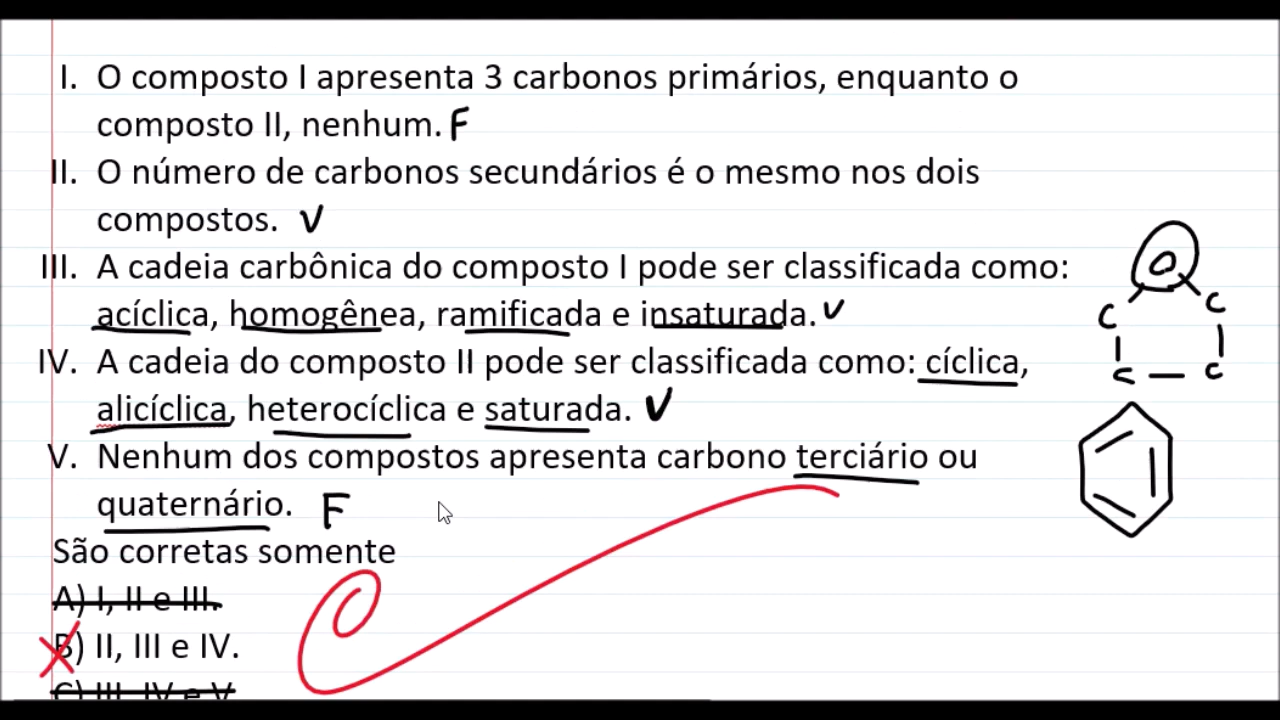 I. O composto I apresenta 3 carbonos primários, enquanto o
composto II, nenhum. F
II. O número de carbonos secundários é o mesmo nos dois
compostos. V
III. A cadeia carbônica do composto I pode ser classificada como:
acíclica, homogênea, ramificada e insaturada. V
IV. A cadeia do composto II pode ser classificada como: cíclica,
alicíclica, heterocíclica e saturada. V
V. Nenhum dos compostos apresenta carbono terciário ou
quaternário. F
São corretas somente
A) I, II e III.
B) II, III e IV.
C) III, IV e V
O
C C
C C